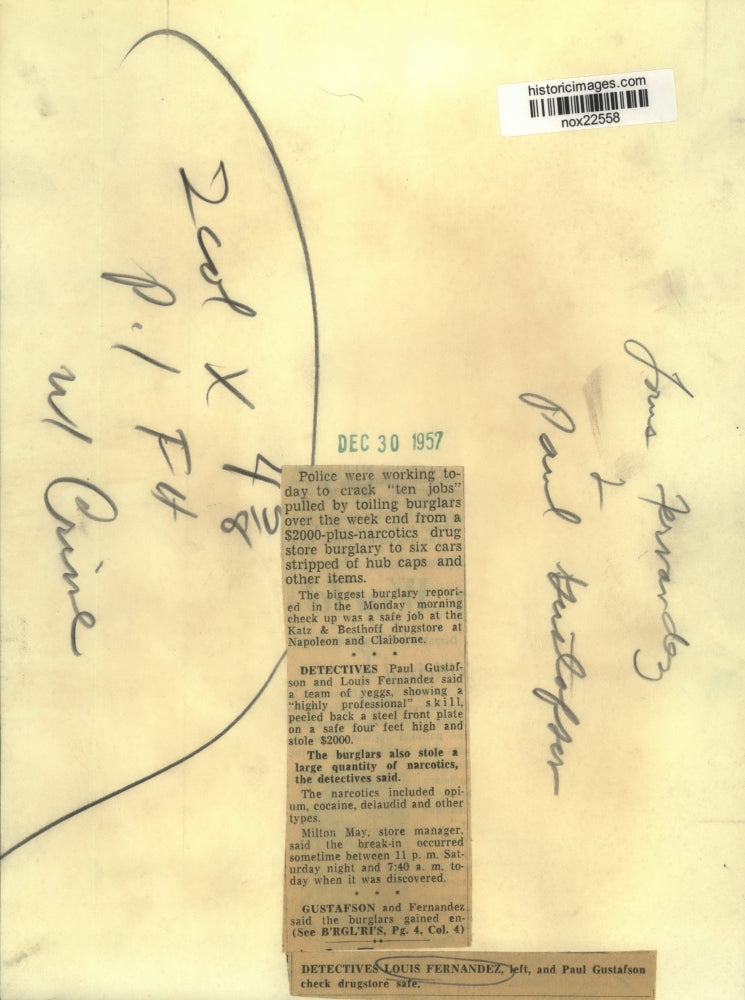 historicimages.com
nox22558
2 col x 4 5/8
p. 1 F4
w/ Crime
Louis Fernandez
&
Paul Gustafson
DEC 30 1957
Police were working to-
day to crack "ten jobs"
pulled by toiling burglars
over the week end from a
$2000-plus-narcotics drug
store burglary to six cars
stripped of hub caps and
other items.
The biggest burglary report-
ed in the Monday morning
check up was a safe job at the
Katz & Besthoff drugstore at
Napoleon and Claiborne.
* * *
DETECTIVES Paul Gustaf-
son and Louis Fernandez said
a team of yeggs, showing a
"highly professional" skill,
peeled back a steel front plate
on a safe four feet high and
stole $2000.
The burglars also stole a
large quantity of narcotics,
the detectives said.
The narcotics included opi-
um, cocaine, delaudid and other
types.
Milton May, store manager,
said the break-in occurred
sometime between 11 p. m. Sat-
urday night and 7:40 a. m. to-
day when it was discovered.
* * *
GUSTAFSON and Fernandez
said the burglars gained en-
(See B'RGL'RI'S, Pg. 4, Col. 4)
DETECTIVES LOUIS FERNANDEZ, left, and Paul Gustafson
check drugstore safe.